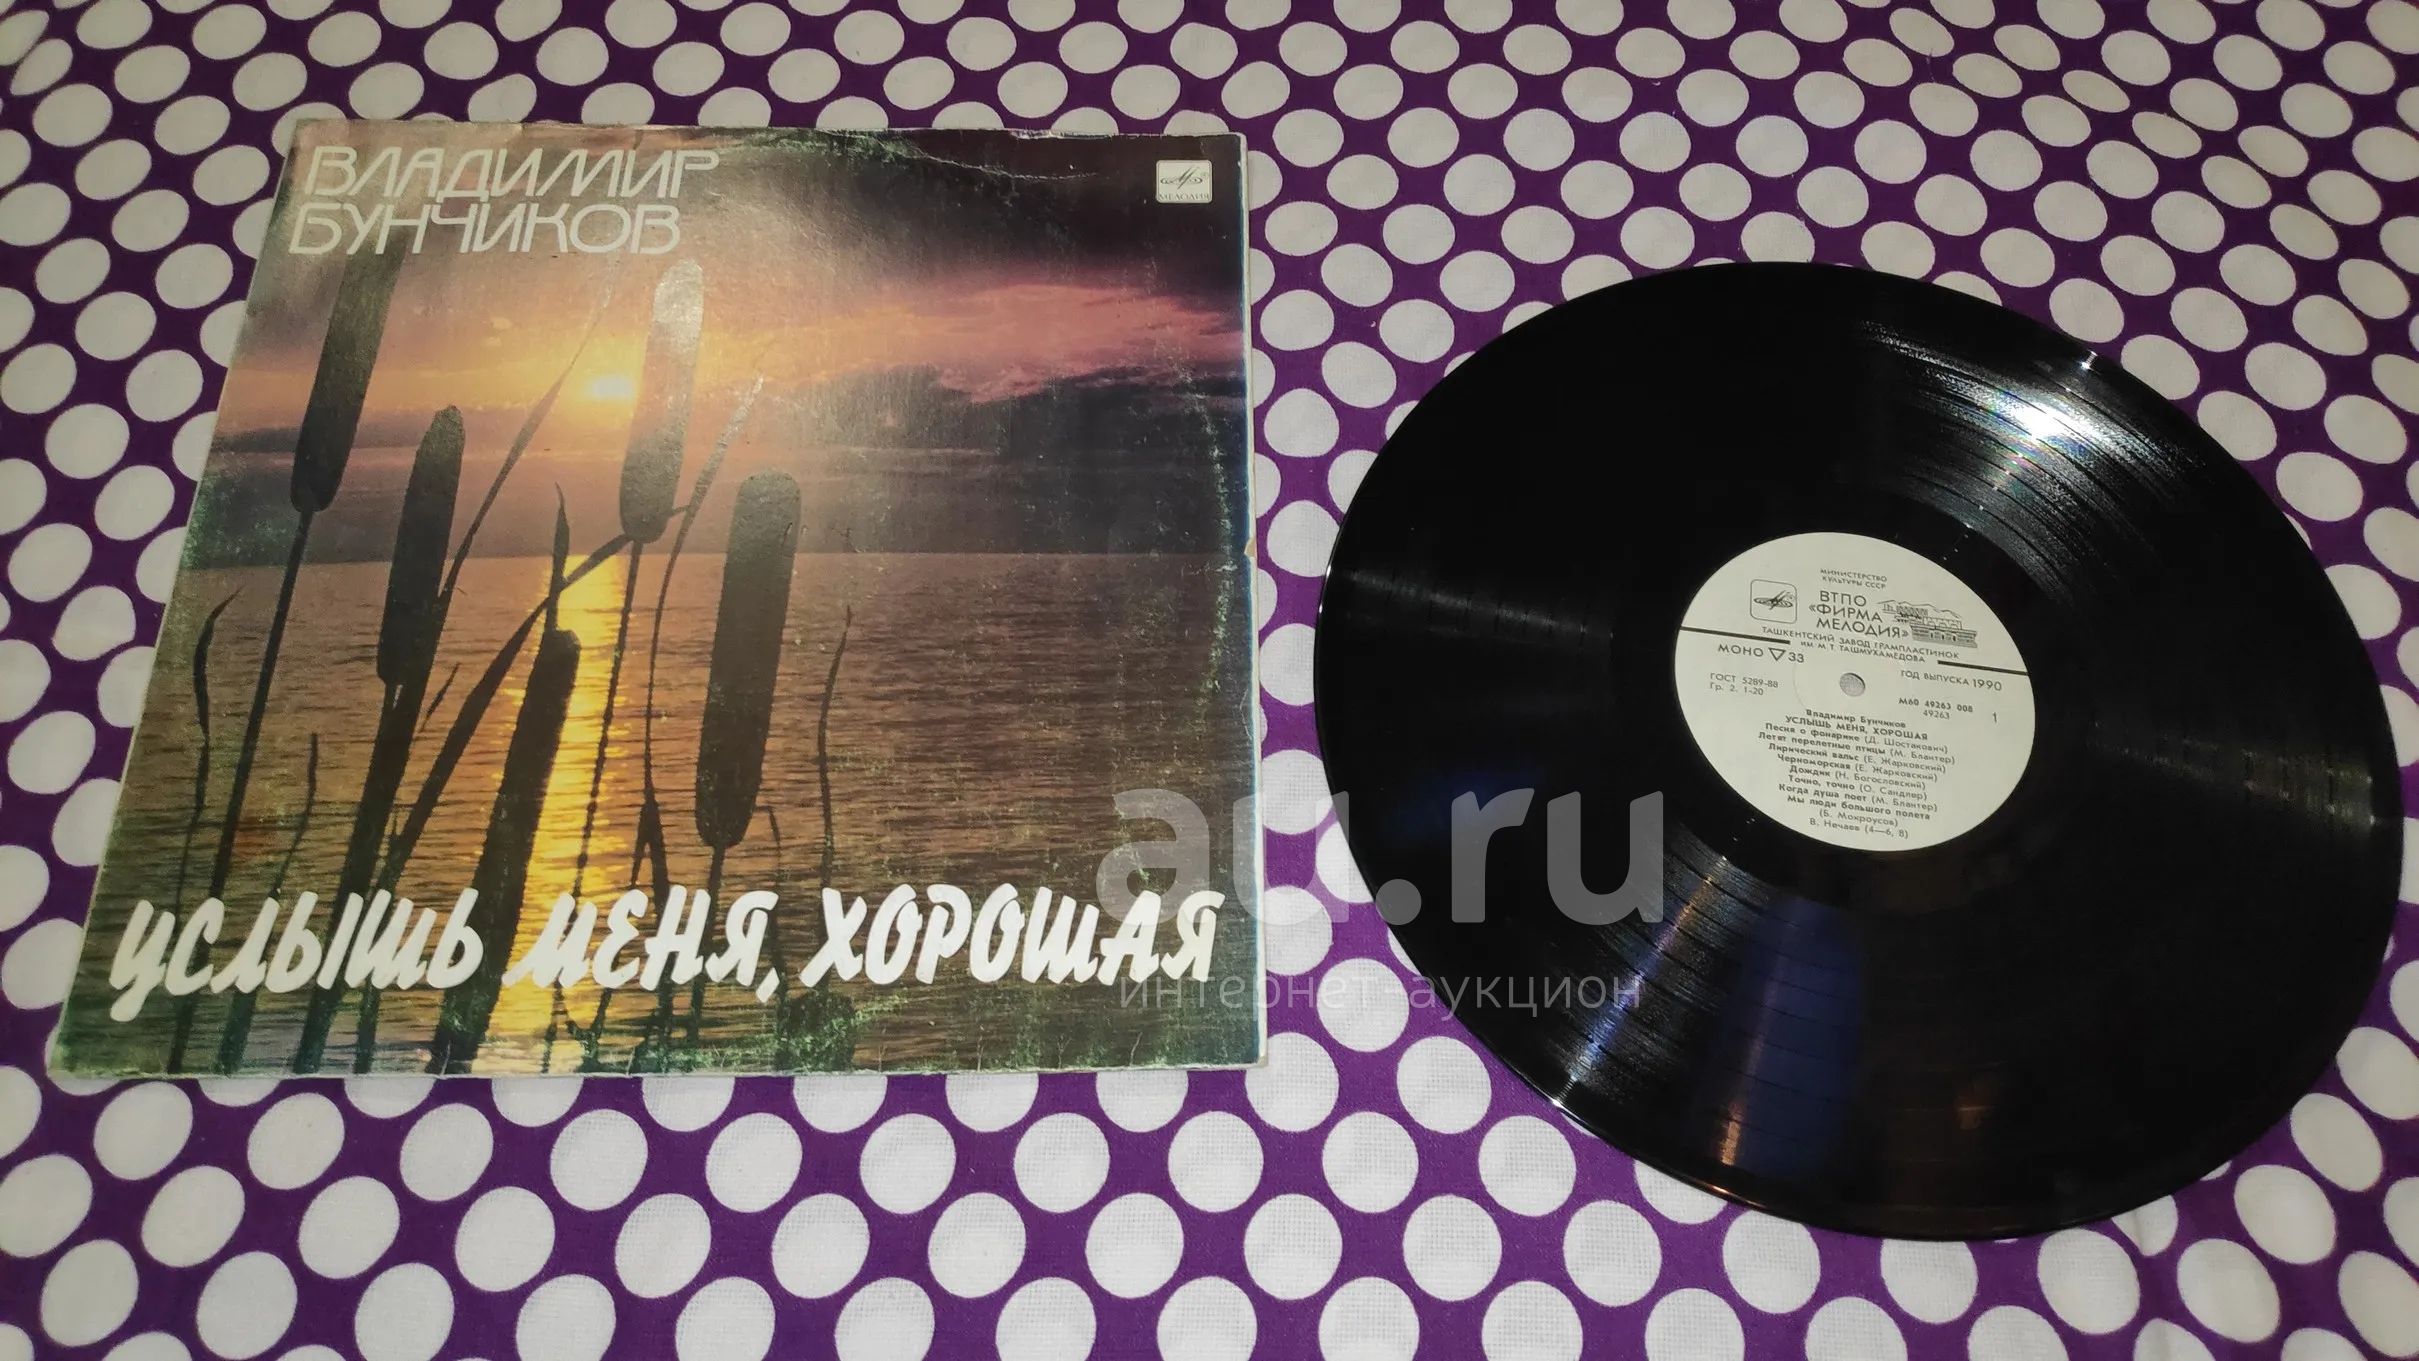 ВЛАДИМИР
БУНЧИКОВ
МЕЛОДИЯ
УСЛЫШЬ МЕНЯ, ХОРОШАЯ
МИНИСТЕРСТВО
КУЛЬТУРЫ СССР
ВТПО
«ФИРМА
МЕЛОДИЯ»
ТАШКЕНТСКИЙ ЗАВОД ГРАМПЛАСТИНОК
ИМ. М. Т. ТАШМУХАМЕДОВА
МОНО 33
ГОД ВЫПУСКА 1990
ГОСТ 5289-88
Гр. 2. 1-20
М60 49263 008
49263
1
Владимир Бунчиков
УСЛЫШЬ МЕНЯ, ХОРОШАЯ
Песня о фонарике (Д. Шостакович)
Летят перелетные птицы (М. Блантер)
Лирический вальс (Е. Жарковский)
Черноморская (Е. Жарковский)
Дождик (Н. Богословский)
Точно, точно (О. Сандлер)
Когда душа поет (М. Блантер)
Мы люди большого полета
(Б. Мокроусов)
В. Нечаев (4—6, 8)
au.ru
интернет-аукцион